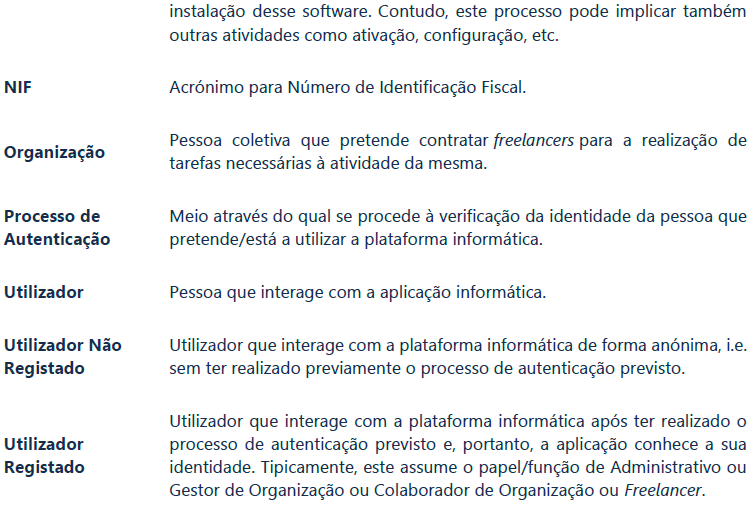 instalação desse software. Contudo, este processo pode implicar também
outras atividades como ativação, configuração, etc.
NIF
Acrónimo para Número de Identificação Fiscal.
Organização
Pessoa coletiva que pretende contratar freelancers para a realização de
tarefas necessárias à atividade da mesma.
Processo de
Autenticação
Meio através do qual se procede à verificação da identidade da pessoa que
pretende/está a utilizar a plataforma informática.
Utilizador
Pessoa que interage com a aplicação informática.
Utilizador Não
Registado
Utilizador que interage com a plataforma informática de forma anónima, i.e.
sem ter realizado previamente o processo de autenticação previsto.
Utilizador
Registado
Utilizador que interage com a plataforma informática após ter realizado o
processo de autenticação previsto e, portanto, a aplicação conhece a sua
identidade. Tipicamente, este assume o papel/função de Administrativo ou
Gestor de Organização ou Colaborador de Organização ou Freelancer.